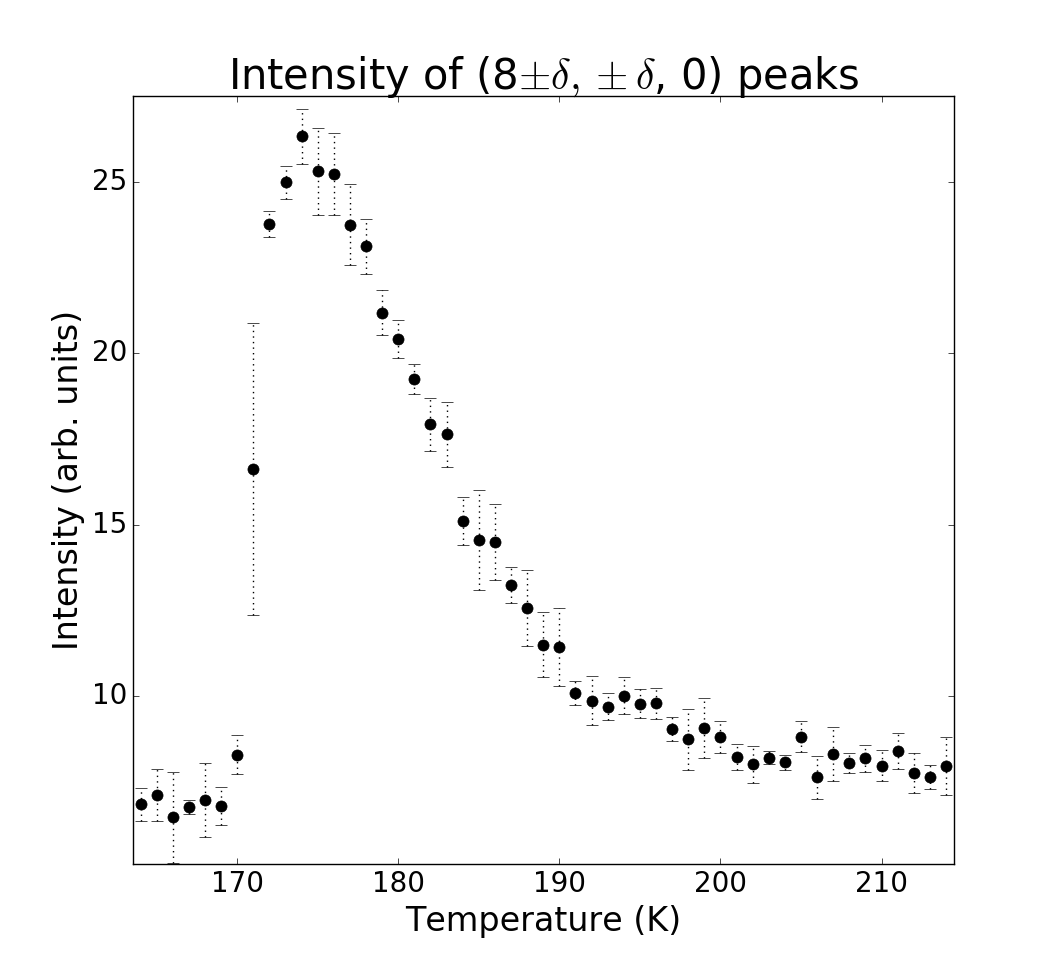 Intensity of (8±δ, ±δ, 0) peaks
25
20
15
10
Intensity (arb. units)
170 180 190 200 210
Temperature (K)